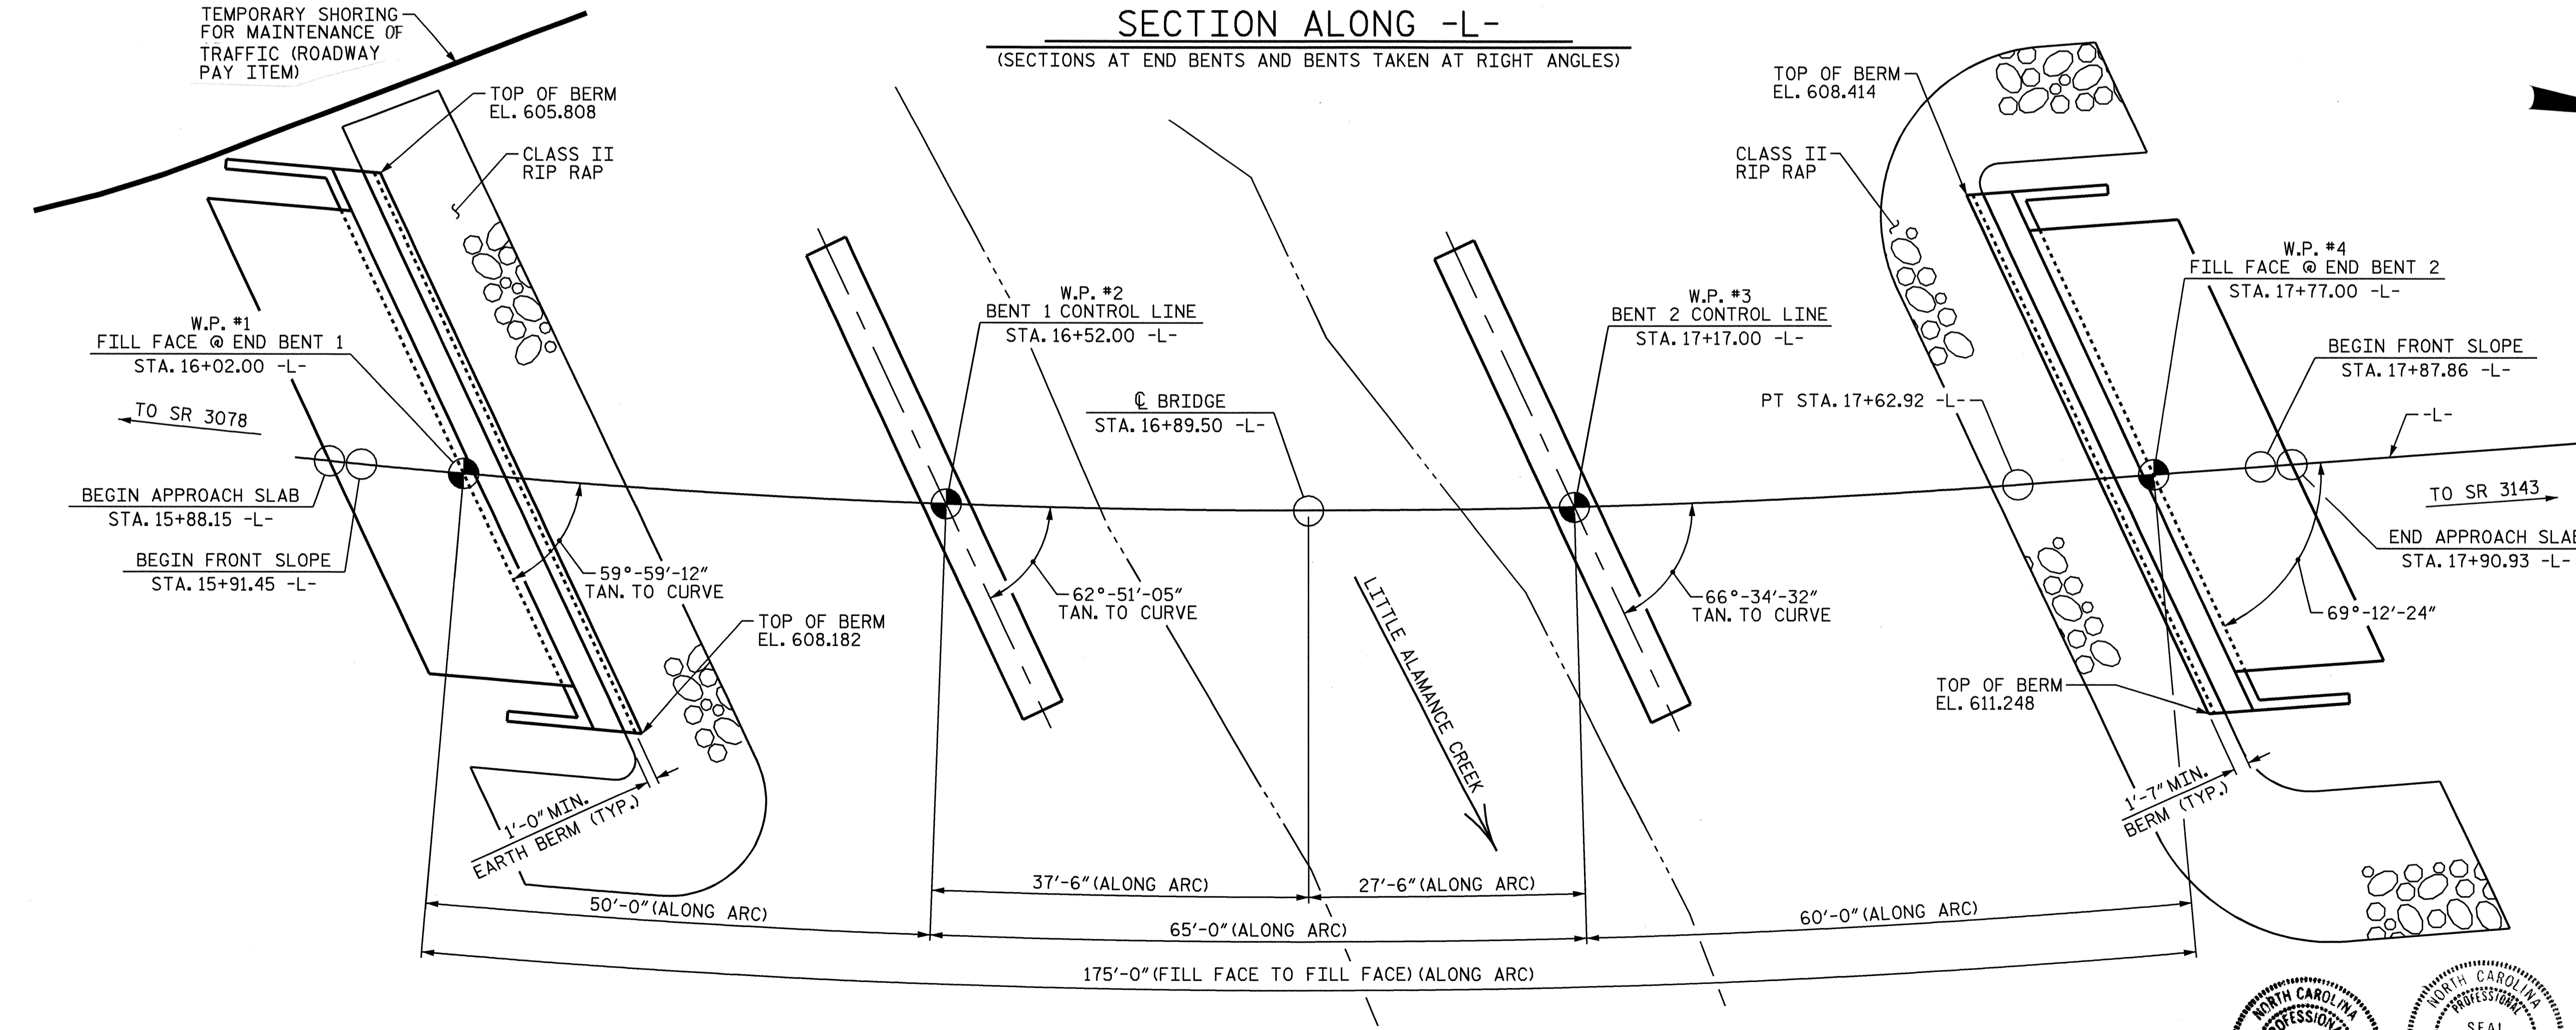 SECTION ALONG -L-
(SECTIONS AT END BENTS AND BENTS TAKEN AT RIGHT ANGLES)
TEMPORARY SHORING
FOR MAINTENANCE OF
TRAFFIC (ROADWAY
PAY ITEM)
TOP OF BERM
EL. 605.808
CLASS II
RIP RAP
TOP OF BERM
EL. 608.414
CLASS II
RIP RAP
W.P. #1
FILL FACE @ END BENT 1
STA. 16+02.00 -L-
TO SR 3078
W.P. #2
BENT 1 CONTROL LINE
STA. 16+52.00 -L-
℄ BRIDGE
STA. 16+89.50 -L-
W.P. #3
BENT 2 CONTROL LINE
STA. 17+17.00 -L-
PT STA. 17+62.92 -L-
W.P. #4
FILL FACE @ END BENT 2
STA. 17+77.00 -L-
BEGIN FRONT SLOPE
STA. 17+87.86 -L-
-L-
TO SR 3143
BEGIN APPROACH SLAB
STA. 15+88.15 -L-
BEGIN FRONT SLOPE
STA. 15+91.45 -L-
59°-59'-12"
TAN. TO CURVE
62°-51'-05"
TAN. TO CURVE
66°-34'-32"
TAN. TO CURVE
END APPROACH SLAB
STA. 17+90.93 -L-
69°-12'-24"
TOP OF BERM
EL. 608.182
LITTLE ALAMANCE CREEK
TOP OF BERM
EL. 611.248
1'-0" MIN.
EARTH BERM (TYP.)
1'-7" MIN.
BERM (TYP.)
37'-6" (ALONG ARC)
27'-6" (ALONG ARC)
50'-0" (ALONG ARC)
65'-0" (ALONG ARC)
60'-0" (ALONG ARC)
175'-0" (FILL FACE TO FILL FACE) (ALONG ARC)
NORTH CAROLINA
PROFESSIONAL
NORTH CAROLINA
PROFESSIONAL
SEAL